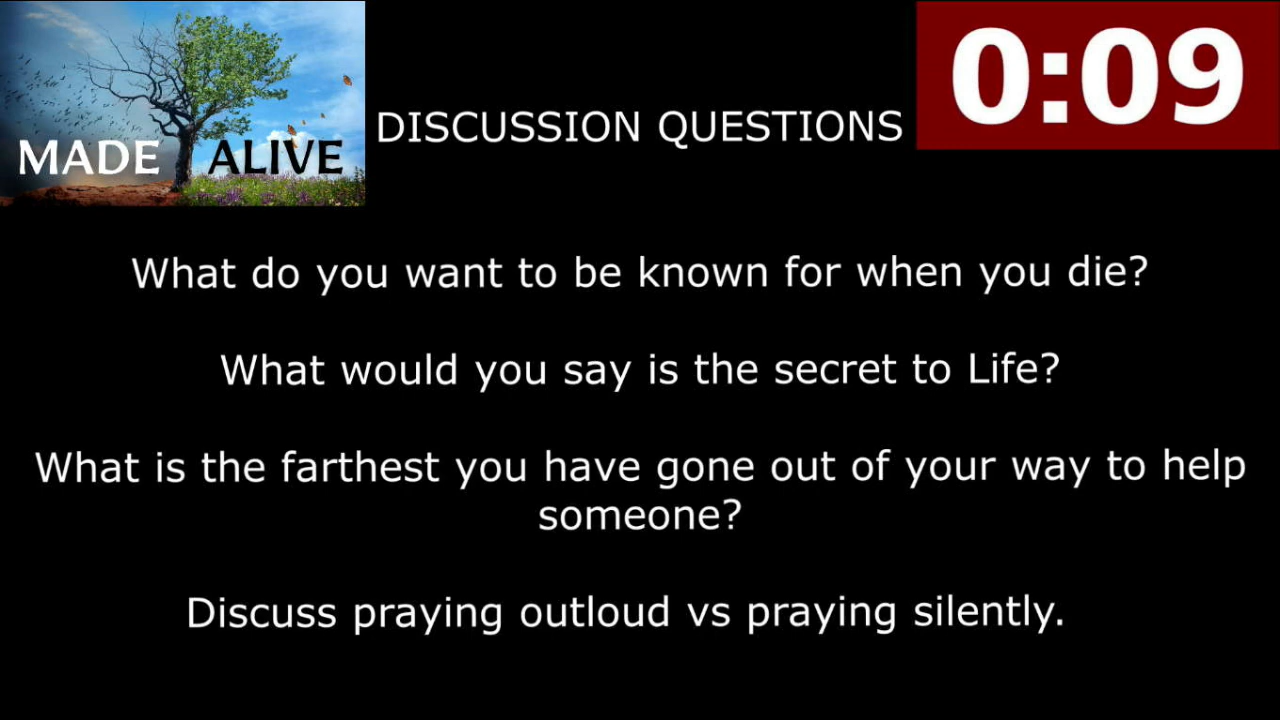 MADE ALIVE
DISCUSSION QUESTIONS
0:09
What do you want to be known for when you die?
What would you say is the secret to Life?
What is the farthest you have gone out of your way to help
someone?
Discuss praying outloud vs praying silently.